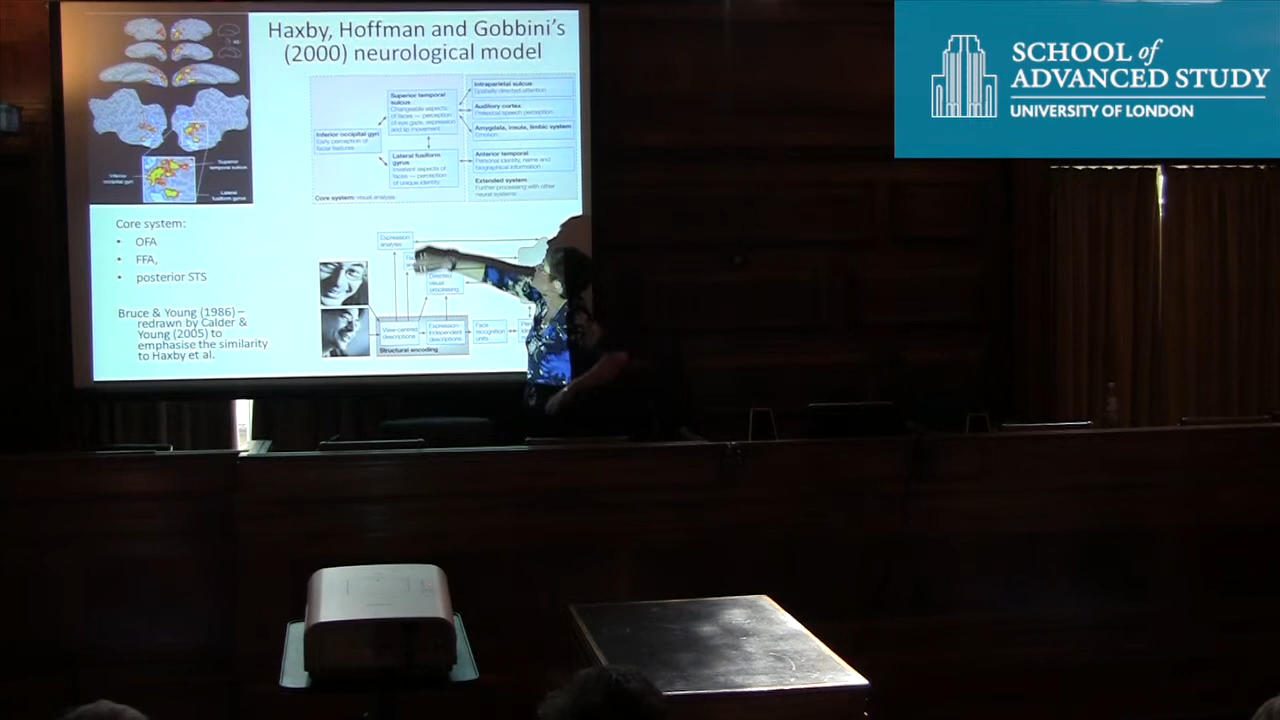 Haxby, Hoffman and Gobbini's
(2000) neurological model
Superior temporal
sulcus
Inferior
occipital gyrus
Lateral
fusiform gyrus
Inferior occipital gyri
Early perception of
facial features
Superior temporal
sulcus
Changeable aspects
of faces — perception
of eye gaze, expression
and lip movement
Lateral fusiform
gyrus
Invariant aspects of
faces — perception
of unique identity
Core system: visual analysis
Intraparietal sulcus
Spatially directed attention
Auditory cortex
Prelexical speech perception
Amygdala, insula, limbic system
Emotion
Anterior temporal
Personal identity, name and
biographical information
Extended system
Further processing with other
neural systems
Core system:
• OFA
• FFA,
• posterior STS
Bruce & Young (1986) –
redrawn by Calder &
Young (2005) to
emphasise the similarity
to Haxby et al.
Expression
analysis
Directed
visual
processing
View-centred
descriptions
Expression-
independent
descriptions
Structural encoding
Face
recognition
units
SCHOOL of
ADVANCED STUDY
UNIVERSITY OF LONDON